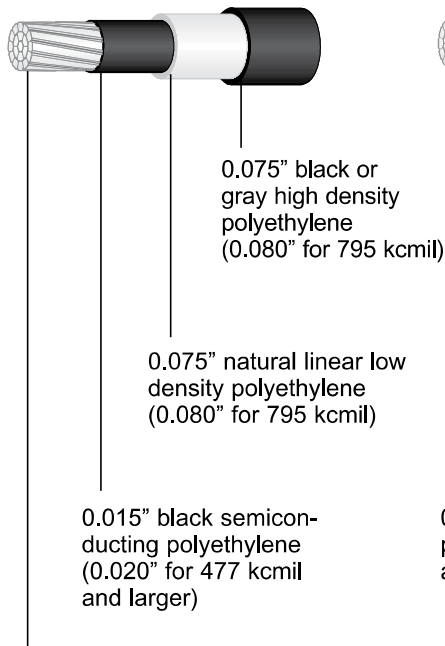 0.075” black or
gray high density
polyethylene
(0.080” for 795 kcmil)
0.075” natural linear low
density polyethylene
(0.080” for 795 kcmil)
0.015” black semicon-
ducting polyethylene
(0.020” for 477 kcmil
and larger)